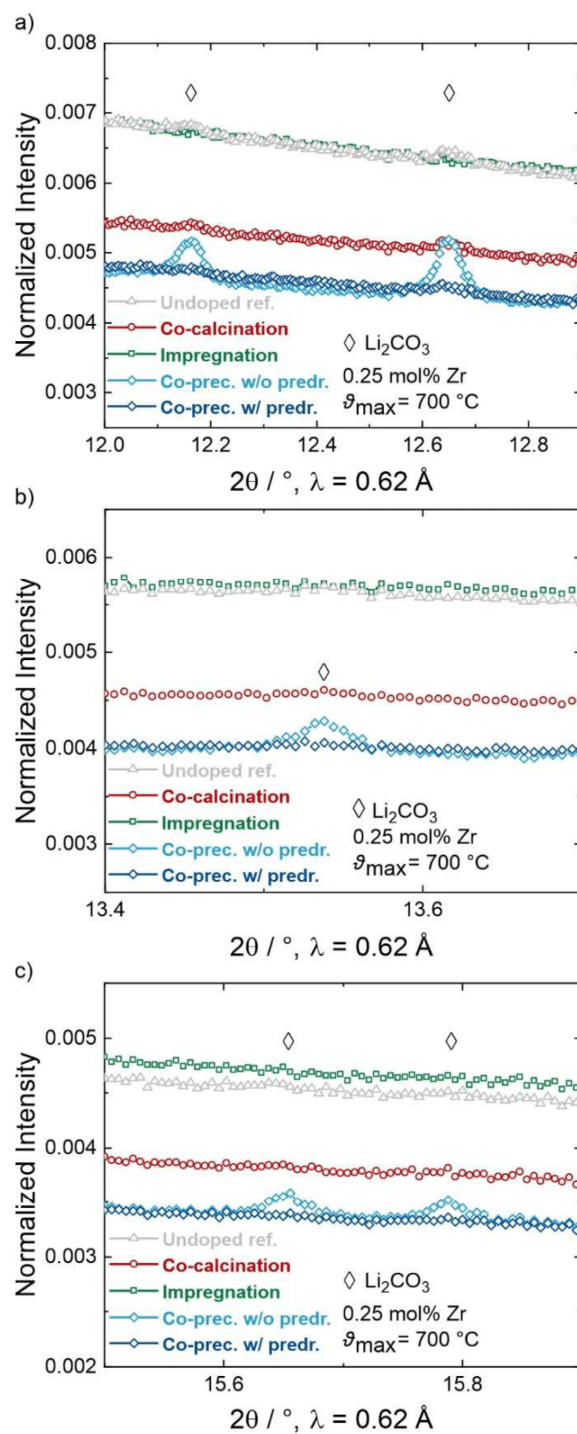 a)
0.008
0.007
0.006
0.005
0.004
0.003
Normalized Intensity
◊
◊
Undoped ref.
Co-calcination
Impregnation
Co-prec. w/o predr.
Co-prec. w/ predr.
◊ Li₂CO₃
0.25 mol% Zr
ϑmax = 700 °C
12.0 12.2 12.4 12.6 12.8
2θ / °, λ = 0.62 Å
b)
0.006
0.005
0.004
0.003
Normalized Intensity
◊
Undoped ref.
Co-calcination
Impregnation
Co-prec. w/o predr.
Co-prec. w/ predr.
◊ Li₂CO₃
0.25 mol% Zr
ϑmax = 700 °C
13.4 13.6
2θ / °, λ = 0.62 Å
c)
0.005
0.004
0.003
0.002
Normalized Intensity
◊
◊
Undoped ref.
Co-calcination
Impregnation
Co-prec. w/o predr.
Co-prec. w/ predr.
◊ Li₂CO₃
0.25 mol% Zr
ϑmax = 700 °C
15.6 15.8
2θ / °, λ = 0.62 Å